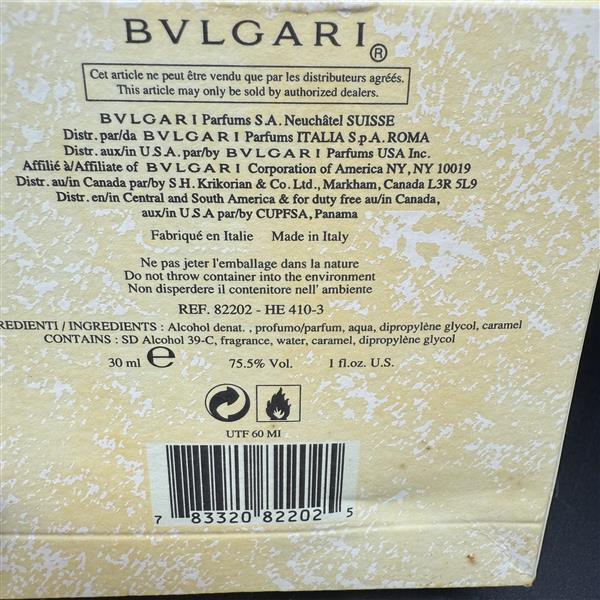 BVLGARI®
Cet article ne peut être vendu que par les distributeurs agréés.
This article may only be sold by authorized dealers.
BVLGARI Parfums S.A. Neuchâtel SUISSE
Distr. par/da BVLGARI Parfums ITALIA S.p.A. ROMA
Distr. aux/in U.S.A. par/by BVLGARI Parfums USA Inc.
Affilié à/Affiliate of BVLGARI Corporation of America NY, NY 10019
Distr. au/in Canada par/by S.H. Krikorian & Co. Ltd., Markham, Canada L3R 5L9
Distr. en/in Central and South America & for duty free au/in Canada,
aux/in U.S.A par/by CUPFSA, Panama
Fabriqué en Italie Made in Italy
Ne pas jeter l'emballage dans la nature
Do not throw container into the environment
Non disperdere il contenitore nell' ambiente
REF. 82202 - HE 410-3
REDIENTI / INGREDIENTS : Alcohol denat. , profumo/parfum, aqua, dipropylène glycol, caramel
CONTAINS : SD Alcohol 39-C, fragrance, water, caramel, dipropylène glycol
30 ml e 75.5% Vol. 1 fl.oz. U.S.
UTF 60 MI
7 83320 82202 5